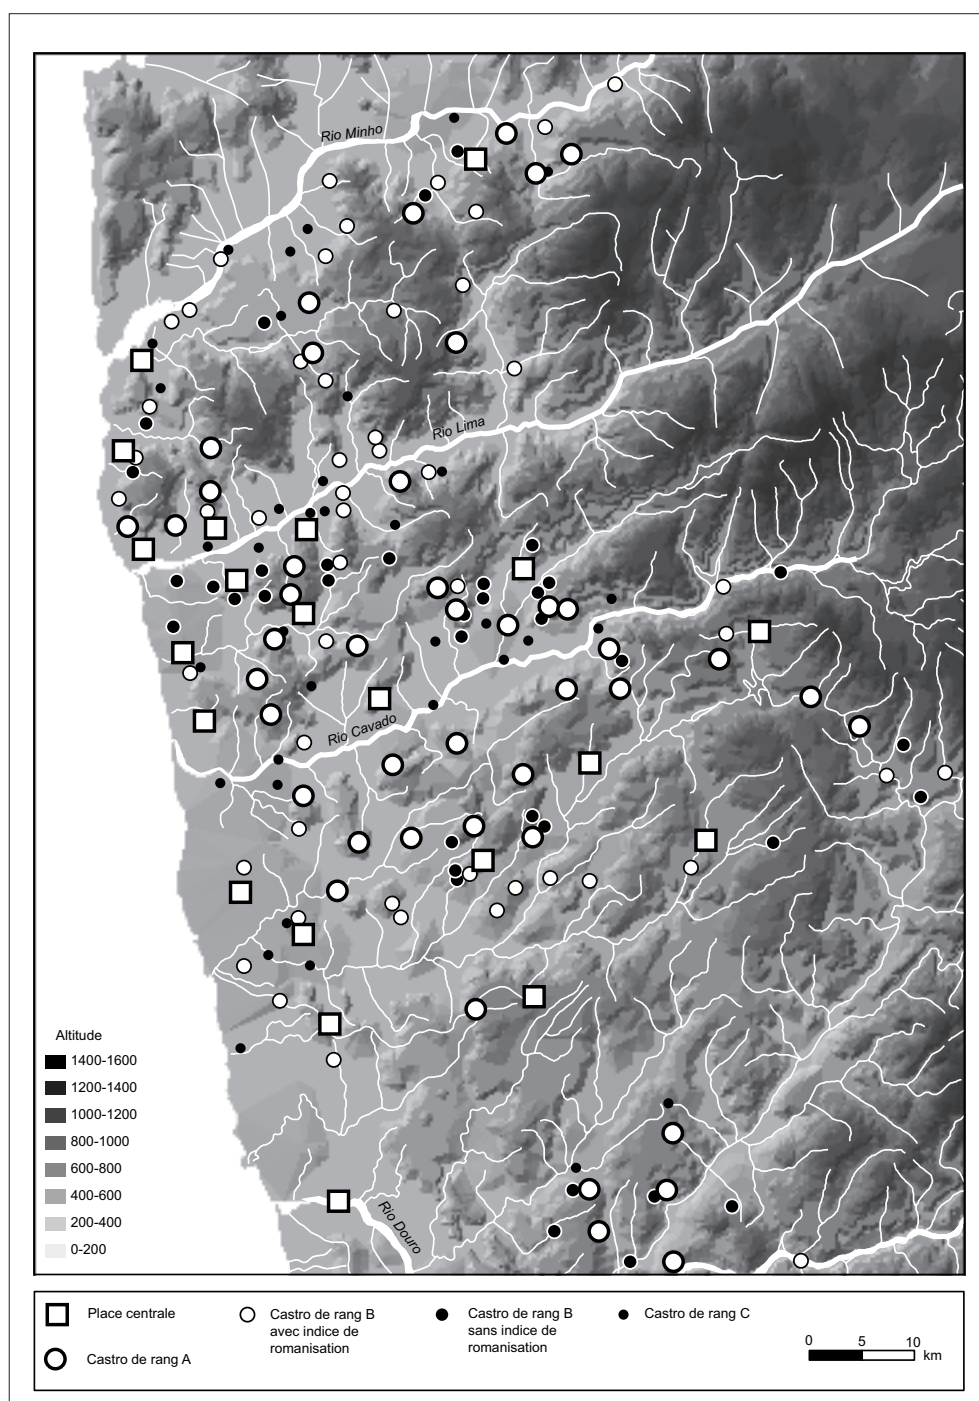 Rio Minho
Rio Lima
Rio Cavado
Rio Douro
Altitude
1400-1600
1200-1400
1000-1200
800-1000
600-800
400-600
200-400
0-200
Place centrale
Castro de rang A
Castro de rang B
avec indice de
romanisation
Castro de rang B
sans indice de
romanisation
Castro de rang C
0 5 10
km